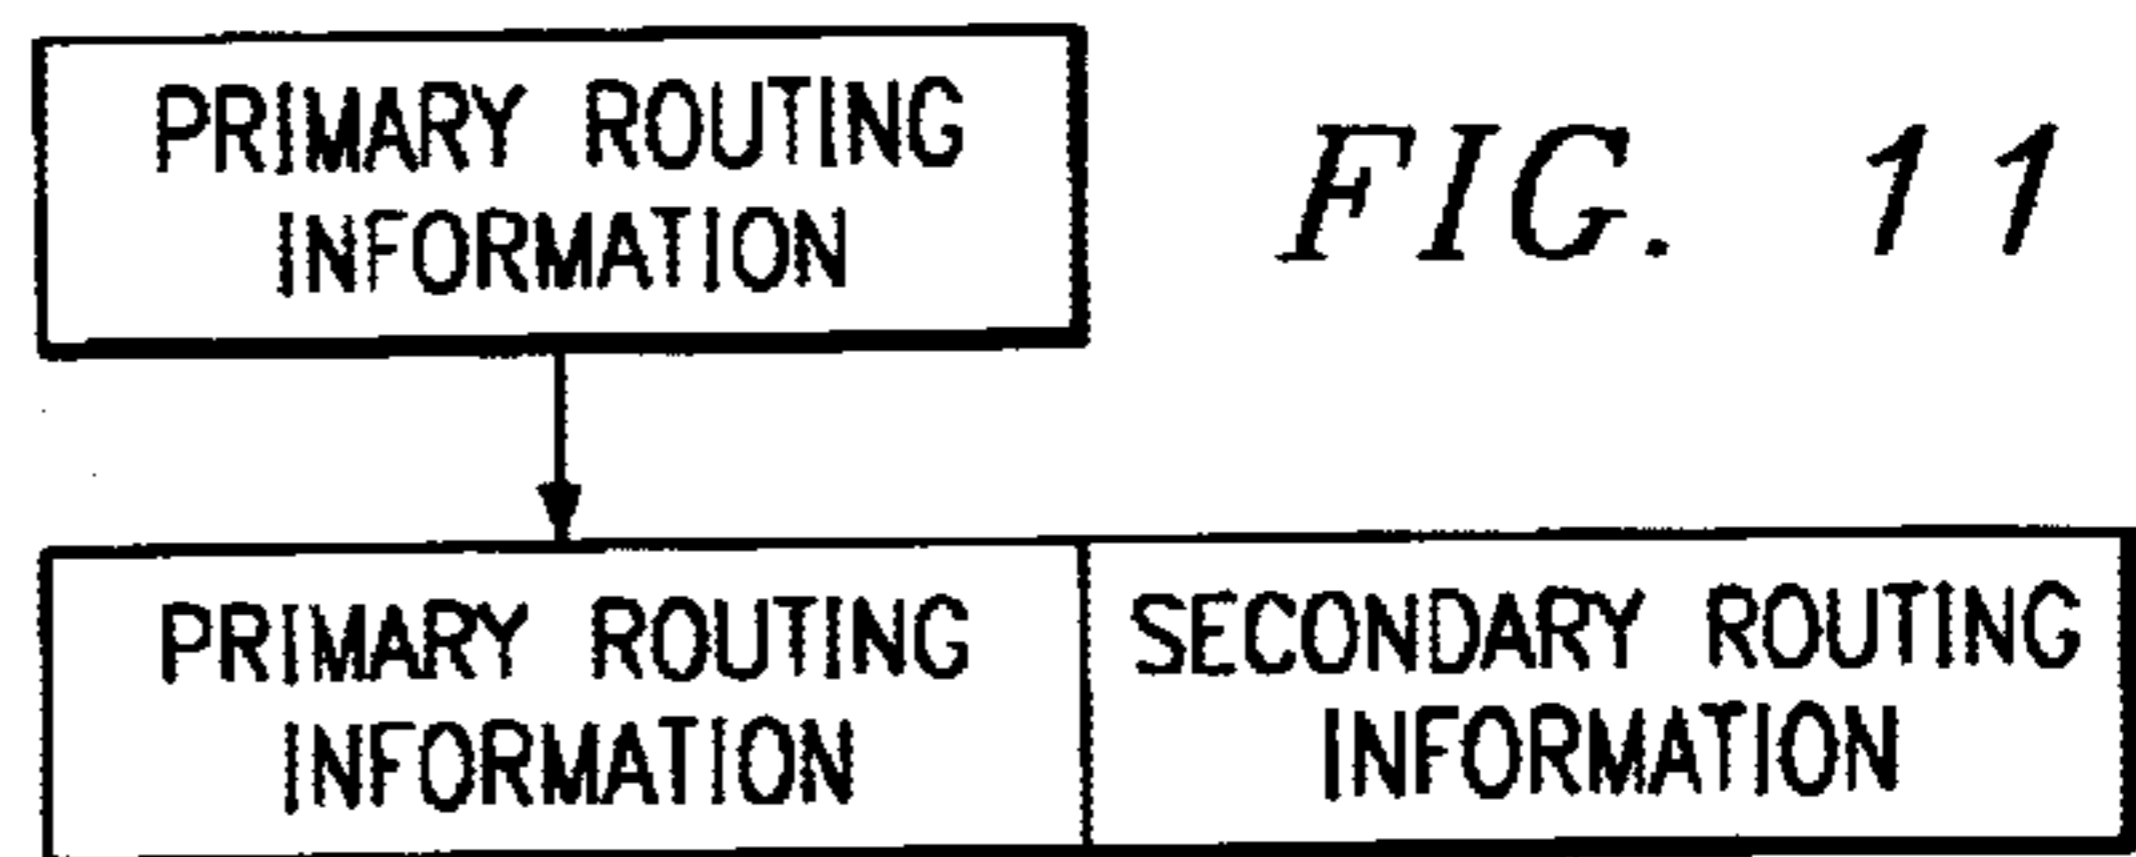 PRIMARY ROUTING
INFORMATION
FIG. 11
PRIMARY ROUTING
INFORMATION
SECONDARY ROUTING
INFORMATION